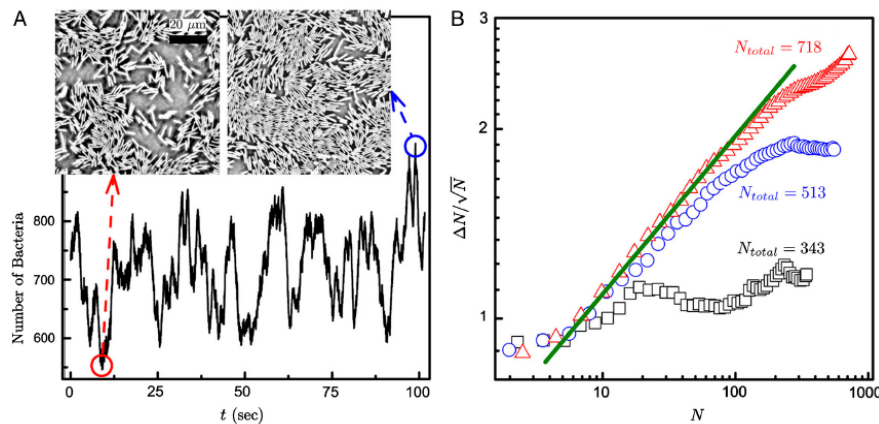 A
20 μm
Number of Bacteria
800
700
600
0
25
50
75
100
t (sec)
B
3
2
1
ΔN/√N
N_total = 718
N_total = 513
N_total = 343
10
100
1000
N